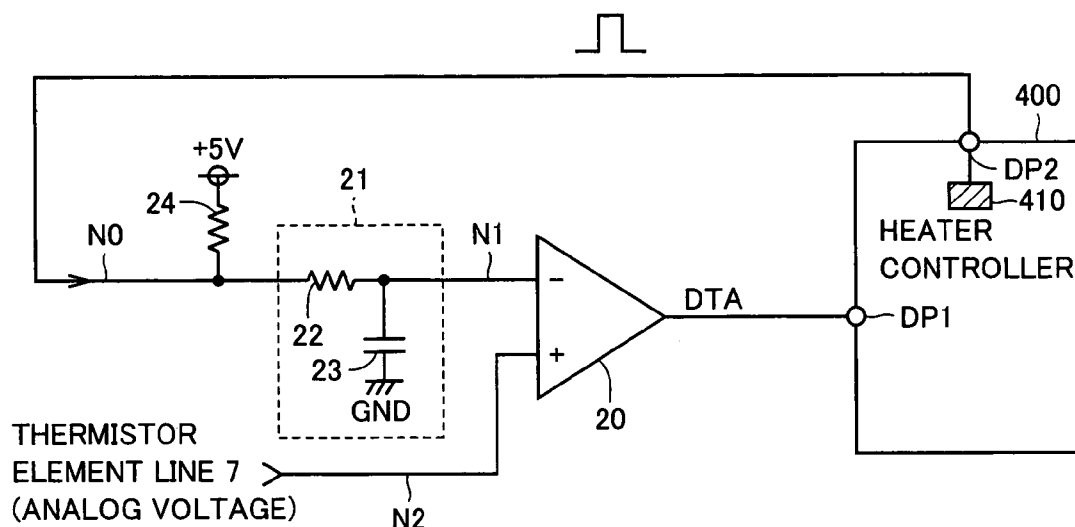 400
+5V
DP2
24
21
410
N0
N1
HEATER
CONTROLLER
DTA
22
DP1
23
GND
20
THERMISTOR
ELEMENT LINE 7
(ANALOG VOLTAGE)
N2